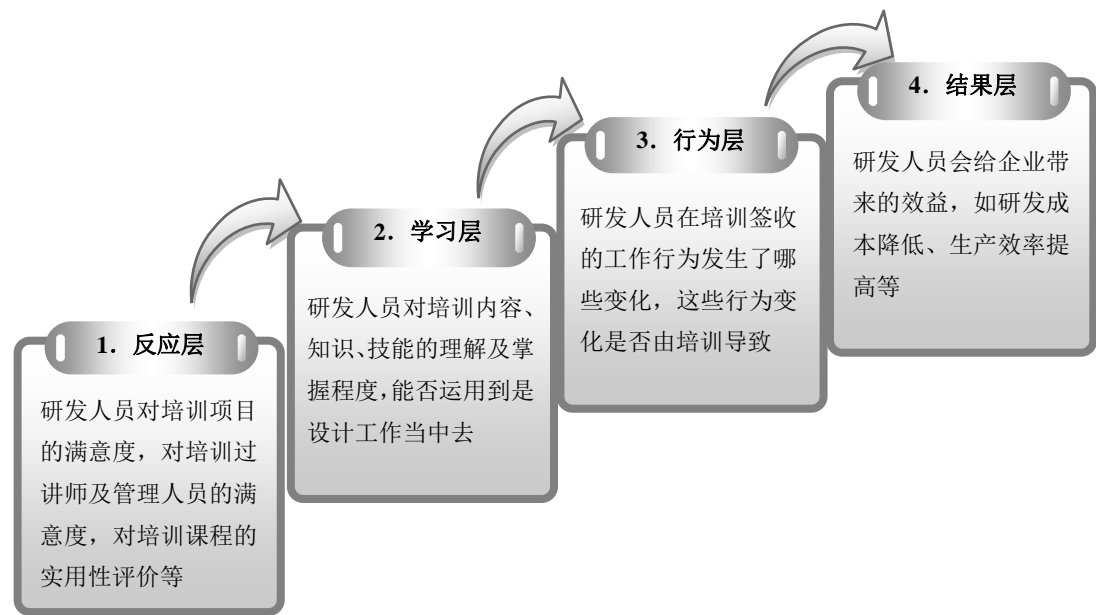 1．反应层
研发人员对培训项目
的满意度，对培训过
讲师及管理人员的满
意度，对培训课程的
实用性评价等
2．学习层
研发人员对培训内容、
知识、技能的理解及掌
握程度，能否运用到是
设计工作当中去
3．行为层
研发人员在培训签收
的工作行为发生了哪
些变化，这些行为变
化是否由培训导致
4．结果层
研发人员会给企业带
来的效益，如研发成
本降低、生产效率提
高等